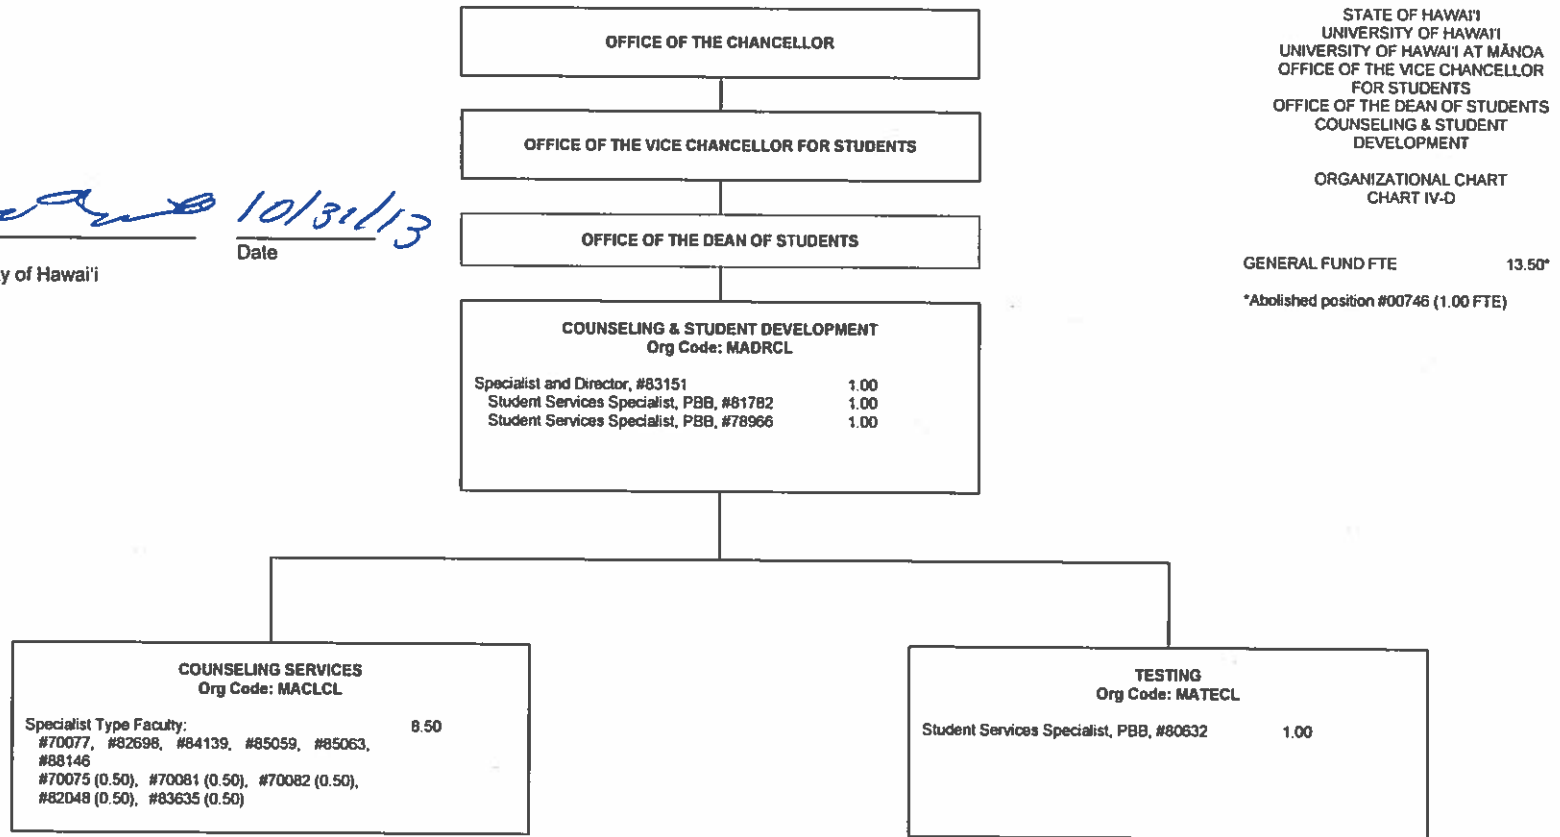 OFFICE OF THE CHANCELLOR
OFFICE OF THE VICE CHANCELLOR FOR STUDENTS
OFFICE OF THE DEAN OF STUDENTS
STATE OF HAWAI'I
UNIVERSITY OF HAWAI'I
UNIVERSITY OF HAWAI'I AT MĀNOA
OFFICE OF THE VICE CHANCELLOR
FOR STUDENTS
OFFICE OF THE DEAN OF STUDENTS
COUNSELING & STUDENT
DEVELOPMENT
ORGANIZATIONAL CHART
CHART IV-D
GENERAL FUND FTE 13.50*
*Abolished position #00746 (1.00 FTE)
10/31/13
Date
y of Hawai'i
COUNSELING & STUDENT DEVELOPMENT
Org Code: MADRCL
Specialist and Director, #83151 1.00
Student Services Specialist, PBB, #81782 1.00
Student Services Specialist, PBB, #78966 1.00
COUNSELING SERVICES
Org Code: MACLCL
Specialist Type Faculty: 8.50
#70077, #82698, #84139, #85059, #85063,
#88146
#70075 (0.50), #70081 (0.50), #70082 (0.50),
#82048 (0.50), #83635 (0.50)
TESTING
Org Code: MATECL
Student Services Specialist, PBB, #80632 1.00